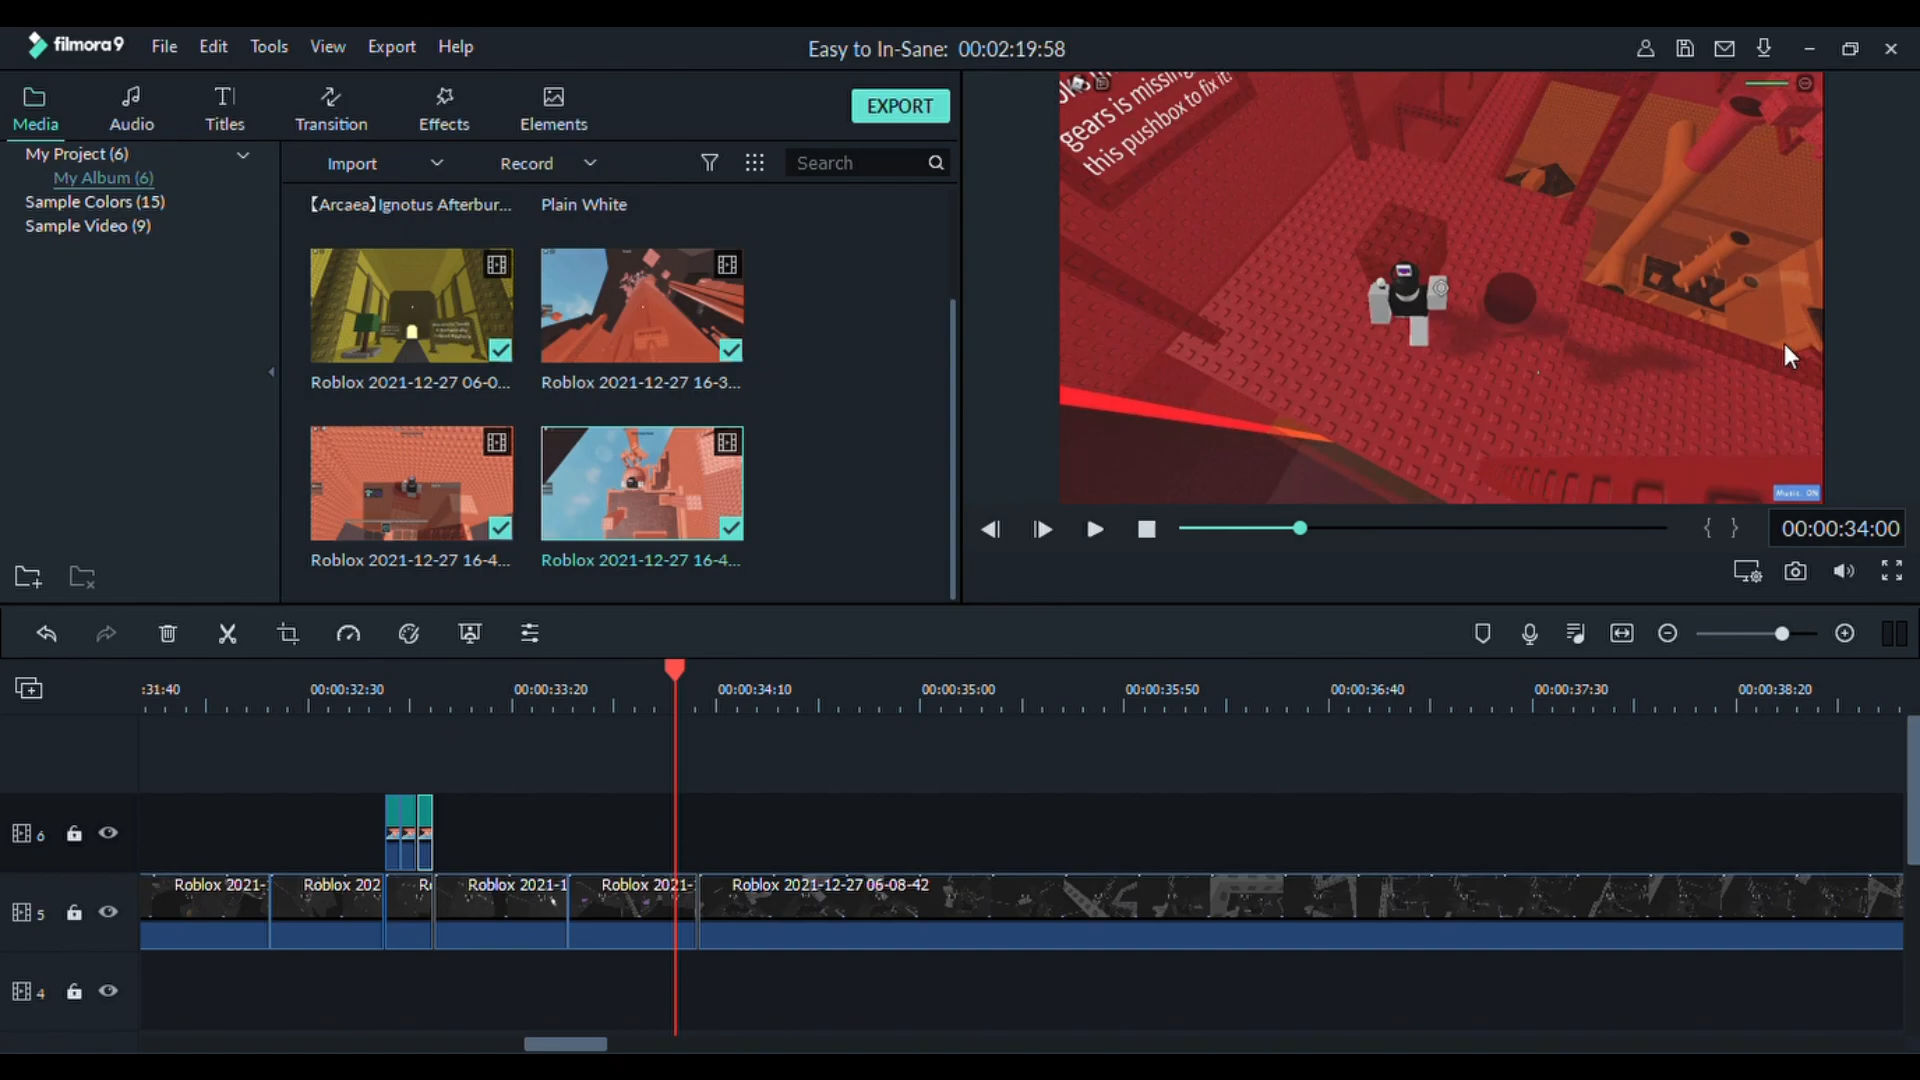 filmora9 File Edit Tools View Export Help Easy to In-Sane: 00:02:19:58
Media Audio Titles Transition Effects Elements EXPORT
My Project (6)
My Album (6)
Sample Colors (15)
Sample Video (9)
Import Record Search
【Arcaea】Ignotus Afterbur... Plain White
Roblox 2021-12-27 06-0... Roblox 2021-12-27 16-3...
Roblox 2021-12-27 16-4... Roblox 2021-12-27 16-4...
gears is missing
this pushbox to fix it!
Music: ON
{ } 00:00:34:00
:31:40 00:00:32:30 00:00:33:20 00:00:34:10 00:00:35:00 00:00:35:50 00:00:36:40 00:00:37:30 00:00:38:20
6
5 Roblox 2021- Roblox 202 Ro Roblox 2021-1 Roblox 2021- Roblox 2021-12-27 06-08-42
4